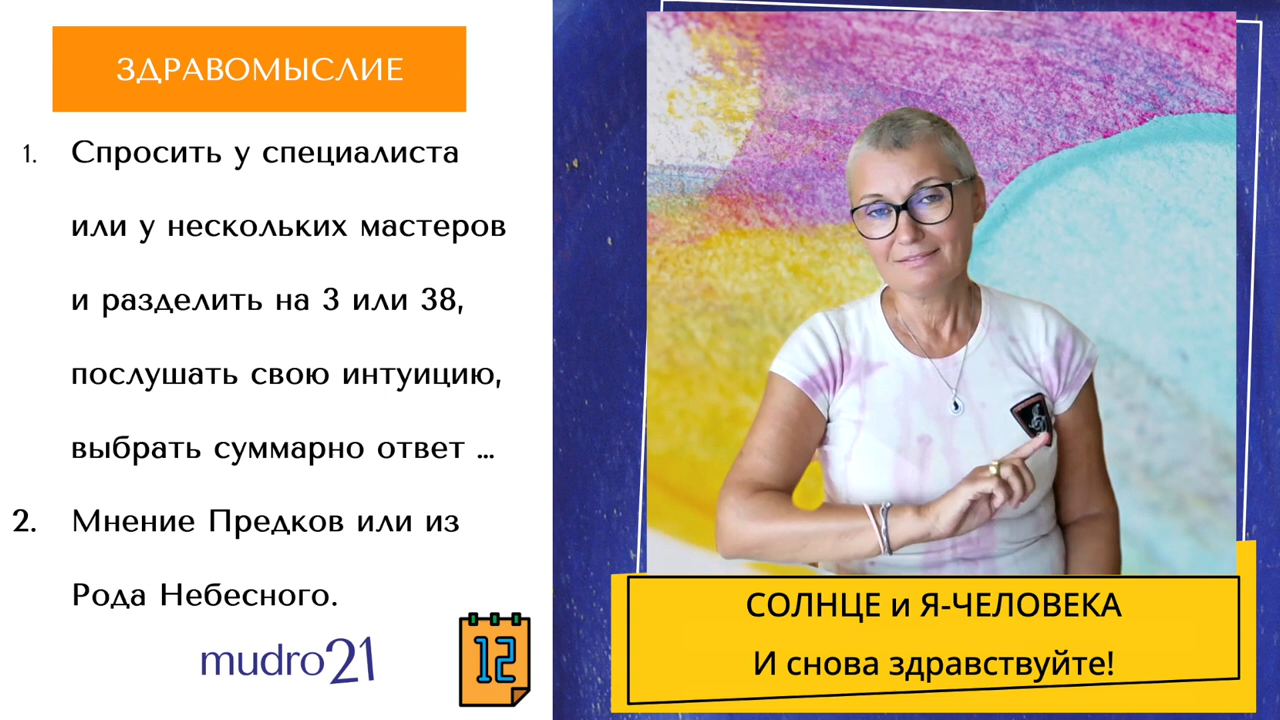 ЗДРАВОМЫСЛИЕ
1. Спросить у специалиста
или у нескольких мастеров
и разделить на 3 или 38,
послушать свою интуицию,
выбрать суммарно ответ ...
2. Мнение Предков или из
Рода Небесного.
mudro21
12
СОЛНЦЕ и Я-ЧЕЛОВЕКА
И снова здравствуйте!